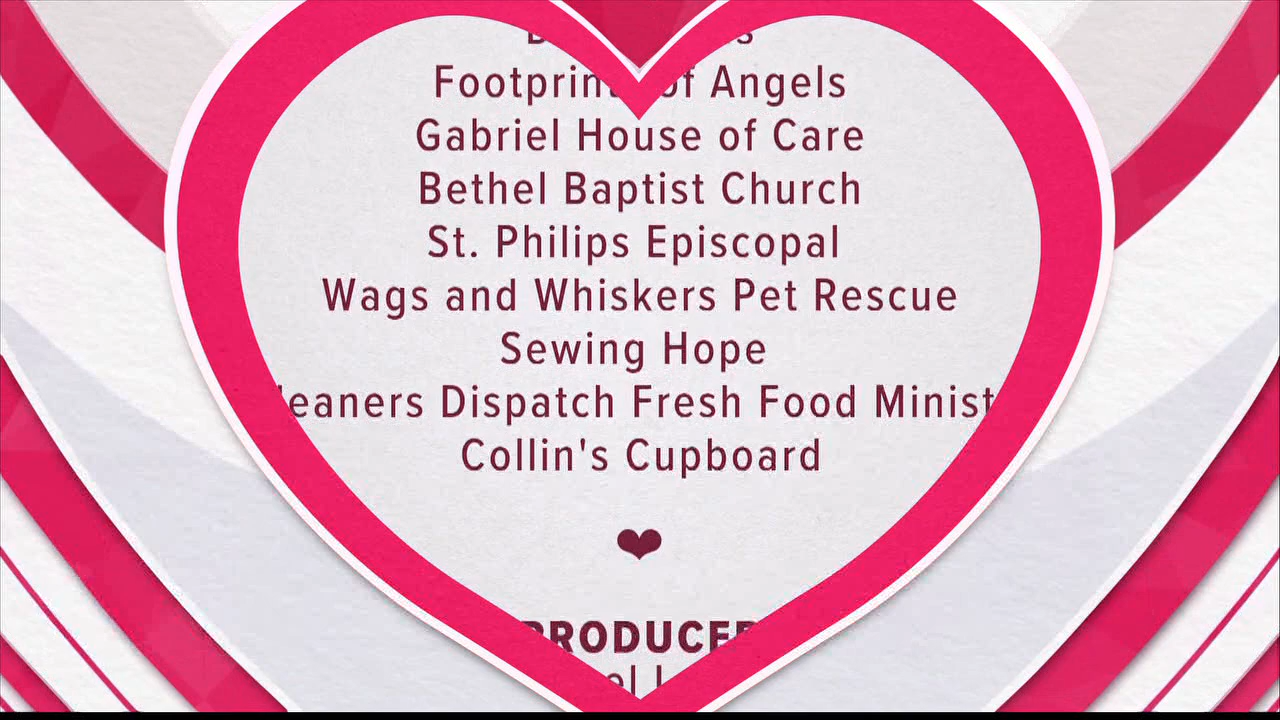 of Angels
Gabriel House of Care
Bethel Baptist Church
St. Philips Episcopal
Wags and Whiskers Pet Rescue
Sewing Hope
Dispatch Fresh Food
Collin's Cupboard